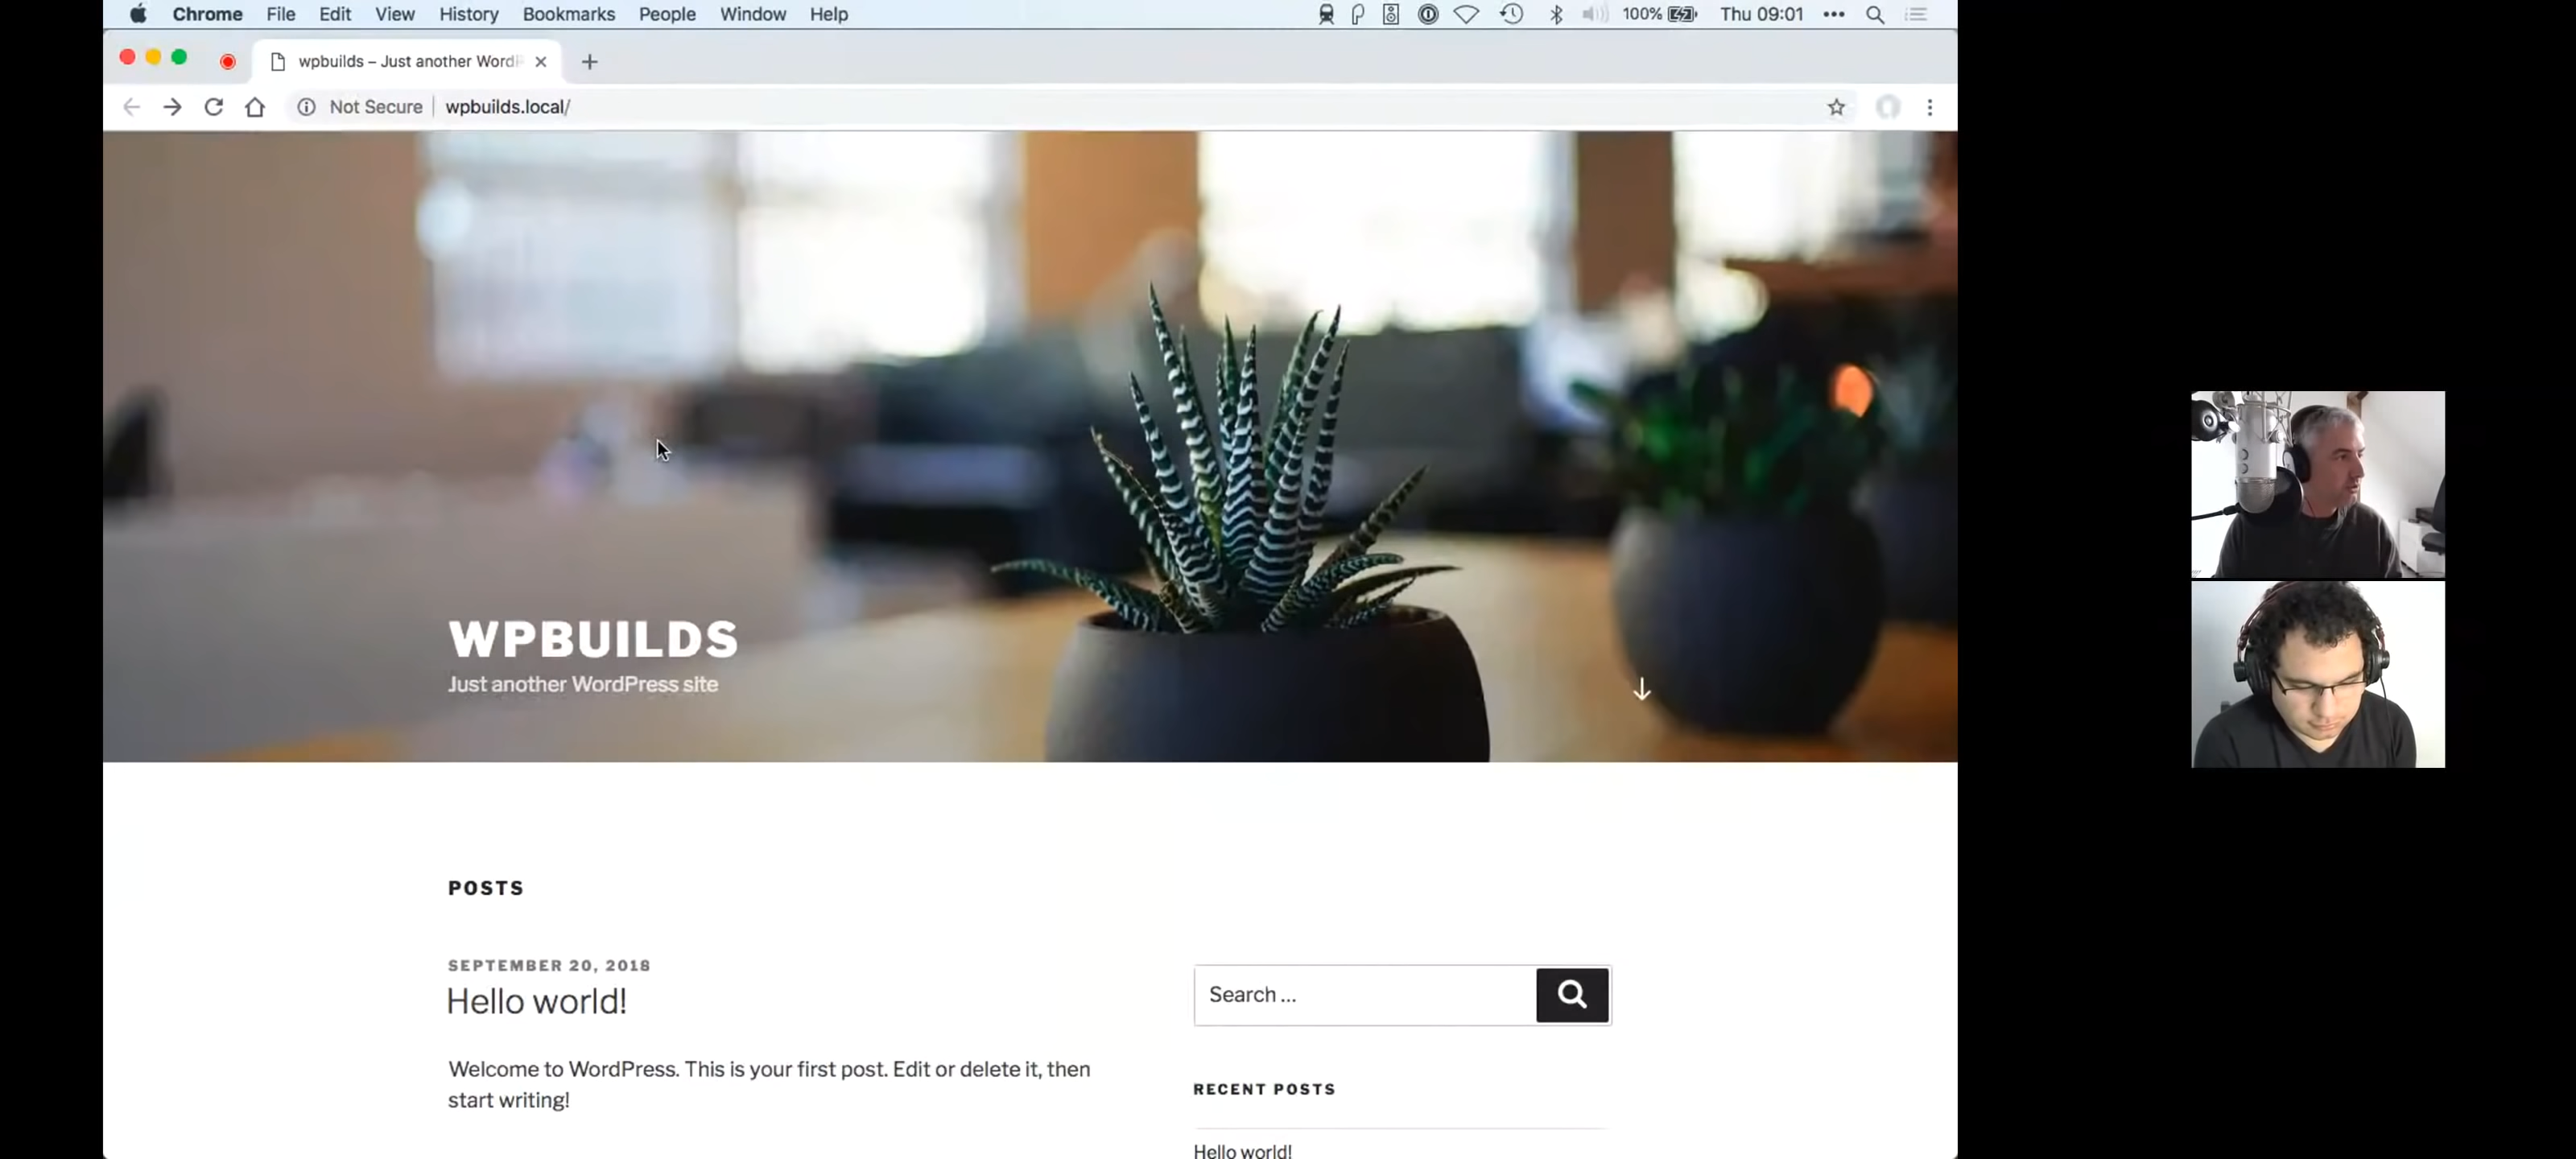 Chrome File Edit View History Bookmarks People Window Help 100% Thu 09:01
wpbuilds – Just another Word
Not Secure wpbuilds.local/
WPBUILDS
Just another WordPress site
POSTS
SEPTEMBER 20, 2018
Hello world!
Welcome to WordPress. This is your first post. Edit or delete it, then
start writing!
Search ...
RECENT POSTS
Hello world!